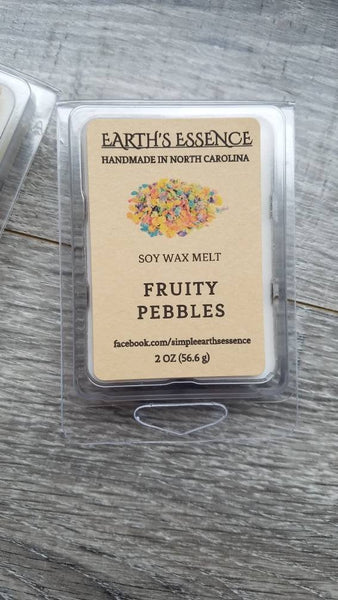 EARTH'S ESSENCE
HANDMADE IN NORTH CAROLINA
SOY WAX MELT
FRUITY
PEBBLES
facebook.com/simpleearthsessence
2 OZ (56.6 g)